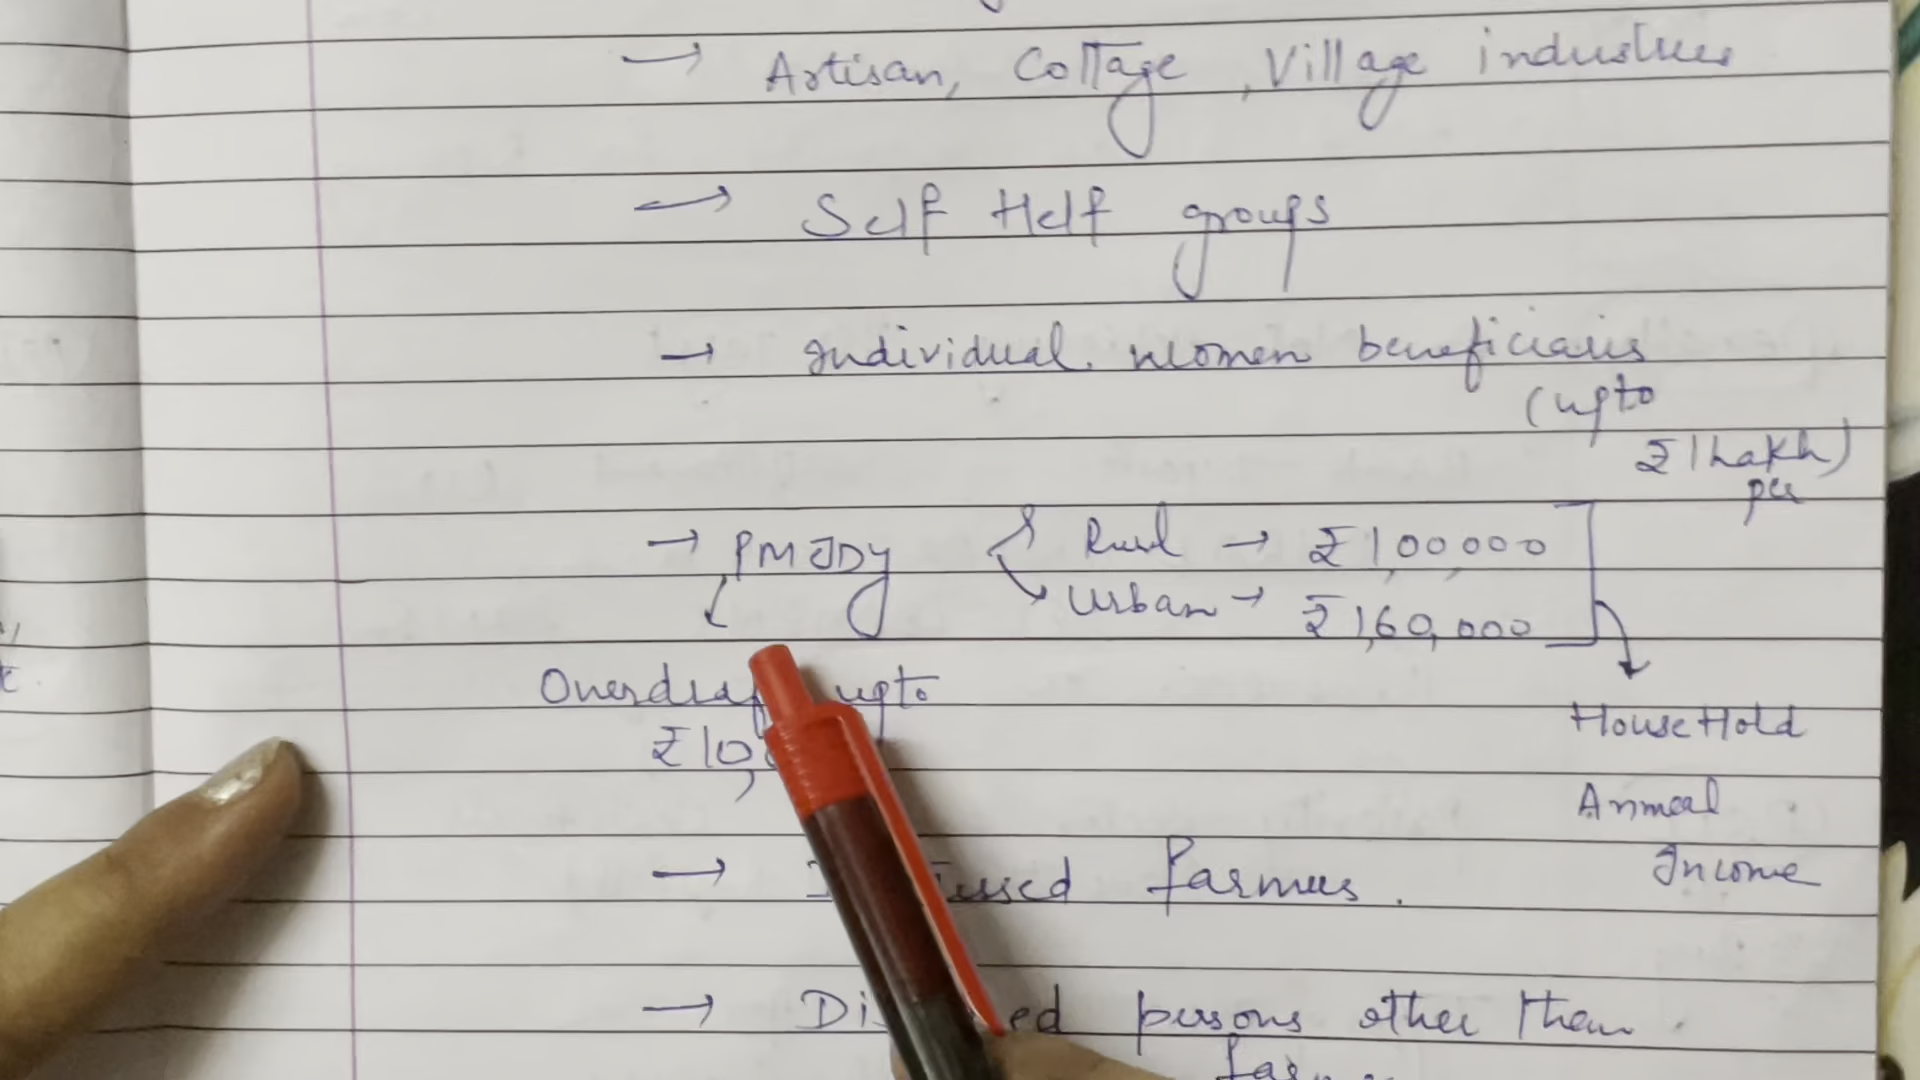 → Artisan, Cottage, Village industries
→ Self Help groups
→ Individual women beneficiaries
(upto
₹1 Lakh)
per
→ PMJDY Rural → ₹1,00,000
Urban → ₹1,60,000
Overdraft upto
₹10,
HouseHold
Annual
Income
→ farmers.
→ persons other than